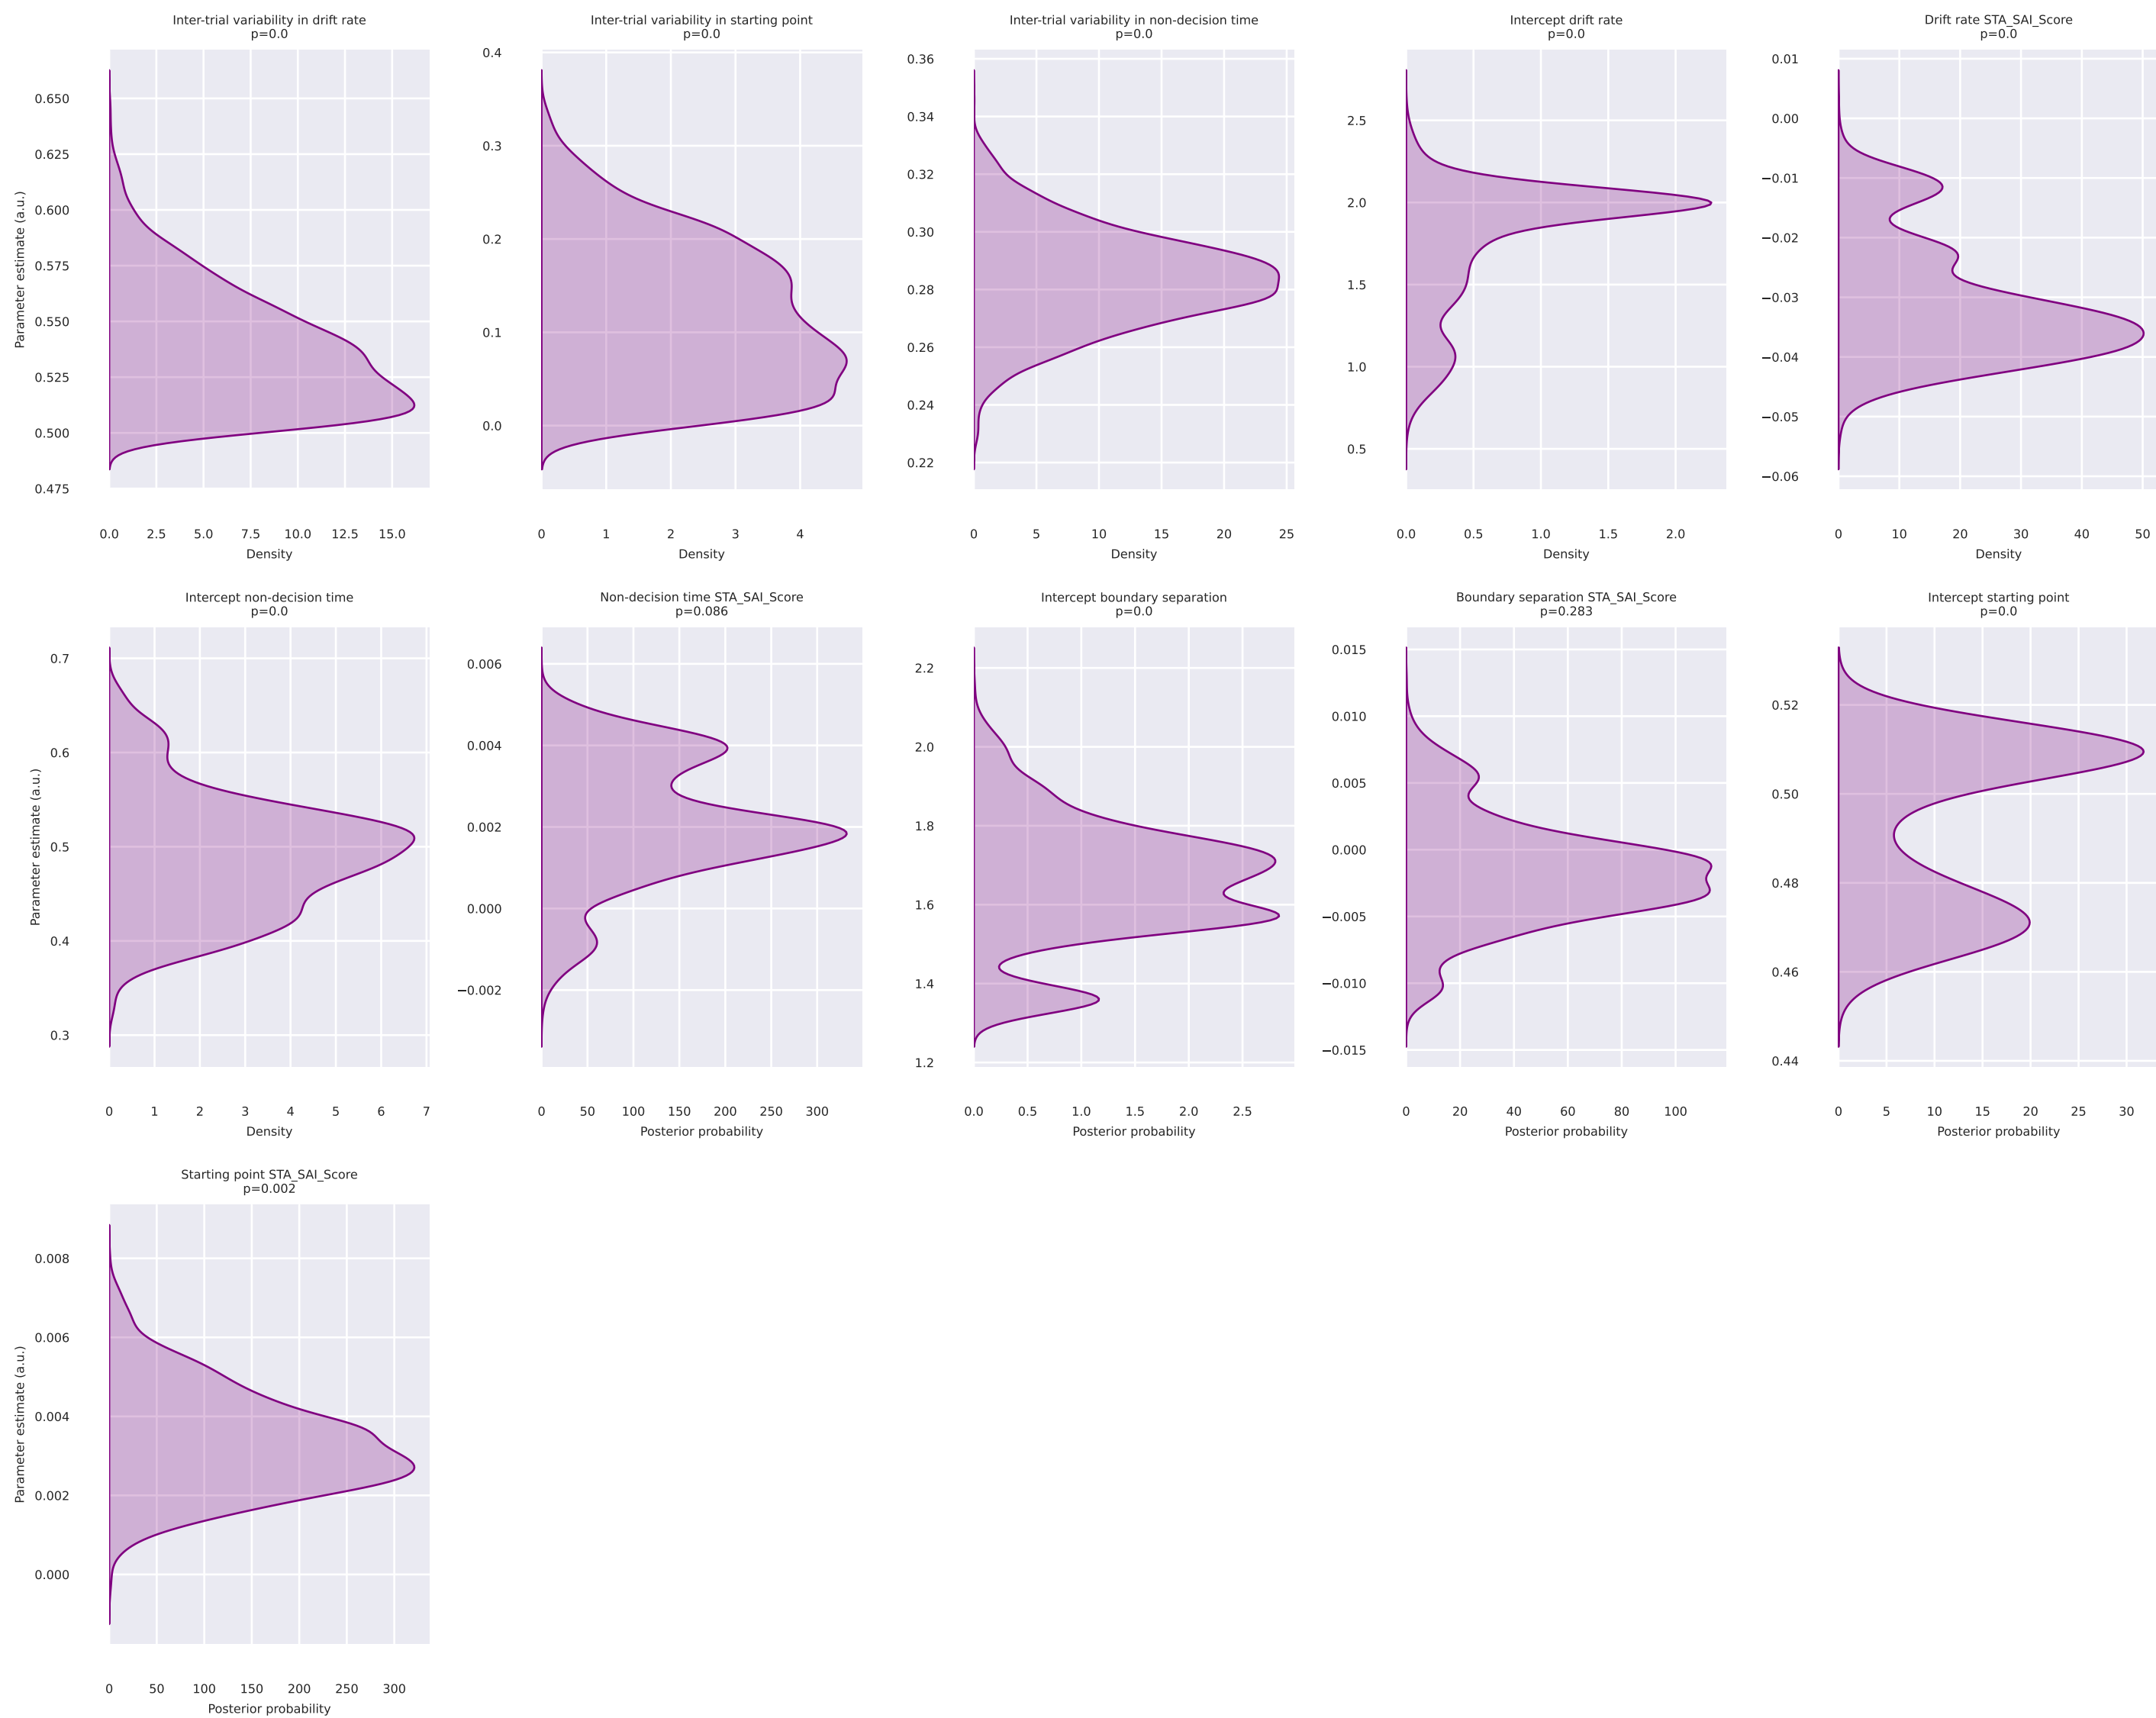 Inter-trial variability in drift rate
p=0.0
Parameter estimate (a.u.)
0.650
0.625
0.600
0.575
0.550
0.525
0.500
0.475
0.0 2.5 5.0 7.5 10.0 12.5 15.0
Density
Inter-trial variability in starting point
p=0.0
0.4
0.3
0.2
0.1
0.0
0 1 2 3 4
Density
Inter-trial variability in non-decision time
p=0.0
0.36
0.34
0.32
0.30
0.28
0.26
0.24
0.22
0 5 10 15 20 25
Density
Intercept drift rate
p=0.0
2.5
2.0
1.5
1.0
0.5
0.0 0.5 1.0 1.5 2.0
Density
Drift rate STA_SAI_Score
p=0.0
0.01
0.00
−0.01
−0.02
−0.03
−0.04
−0.05
−0.06
0 10 20 30 40 50
Density
Intercept non-decision time
p=0.0
Parameter estimate (a.u.)
0.7
0.6
0.5
0.4
0.3
0 1 2 3 4 5 6 7
Density
Non-decision time STA_SAI_Score
p=0.086
0.006
0.004
0.002
0.000
−0.002
0 50 100 150 200 250 300
Posterior probability
Intercept boundary separation
p=0.0
2.2
2.0
1.8
1.6
1.4
1.2
0.0 0.5 1.0 1.5 2.0 2.5
Posterior probability
Boundary separation STA_SAI_Score
p=0.283
0.015
0.010
0.005
0.000
−0.005
−0.010
−0.015
0 20 40 60 80 100
Posterior probability
Intercept starting point
p=0.0
0.52
0.50
0.48
0.46
0.44
0 5 10 15 20 25 30
Posterior probability
Starting point STA_SAI_Score
p=0.002
Parameter estimate (a.u.)
0.008
0.006
0.004
0.002
0.000
0 50 100 150 200 250 300
Posterior probability